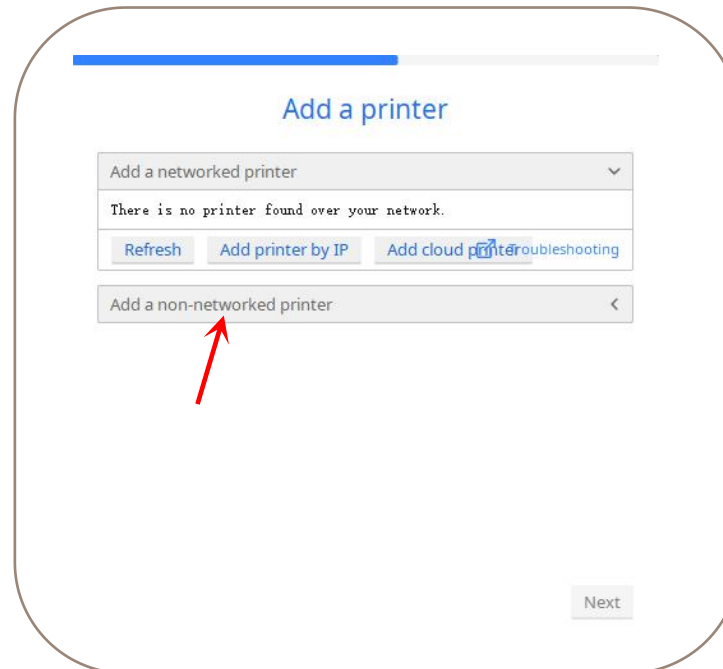 Add a printer
Add a networked printer
There is no printer found over your network.
Refresh Add printer by IP Add cloud printer Troubleshooting
Add a non-networked printer
Next